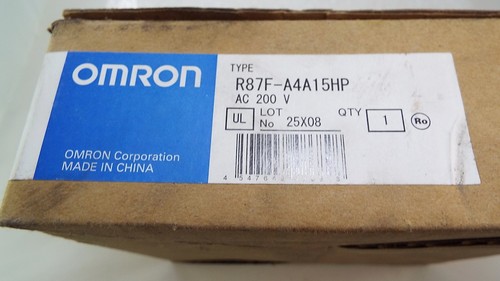 OMRON
OMRON Corporation
MADE IN CHINA
TYPE
R87F-A4A15HP
AC 200 V
UL
LOT
No 25X08
QTY
1
Ro